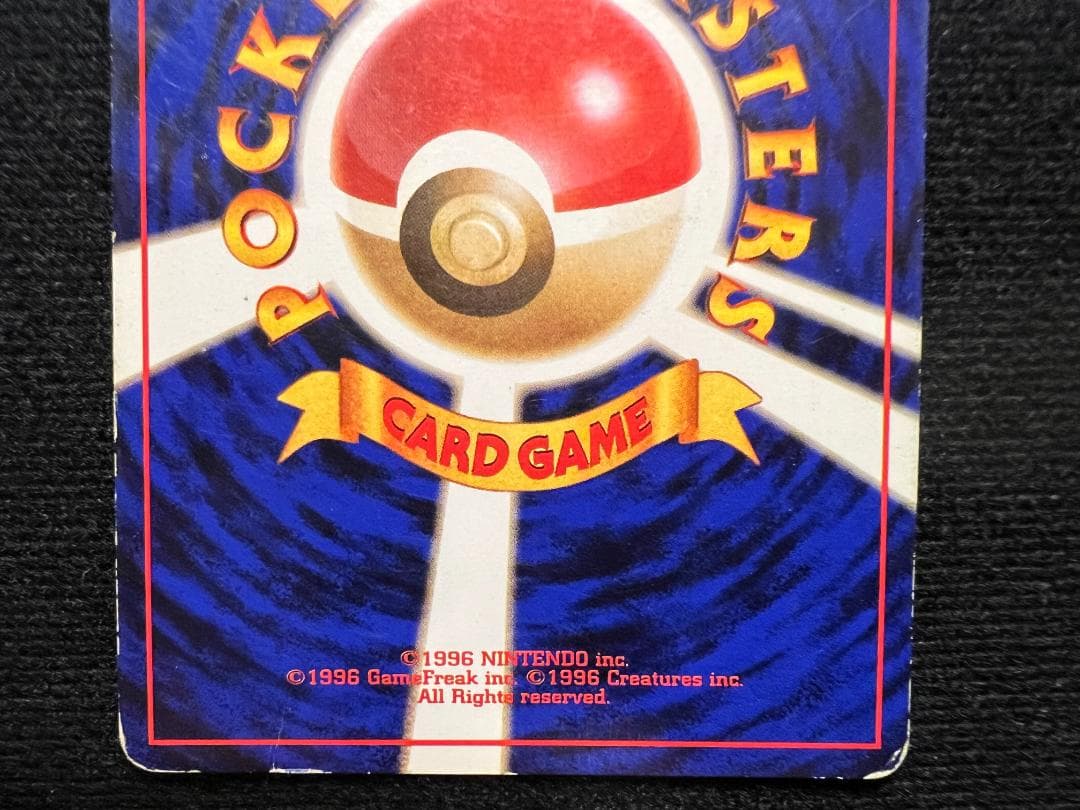 POCK
STERS
CARD GAME
©1996 NINTENDO inc.
©1996 GameFreak inc. ©1996 Creatures inc.
All Rights reserved.